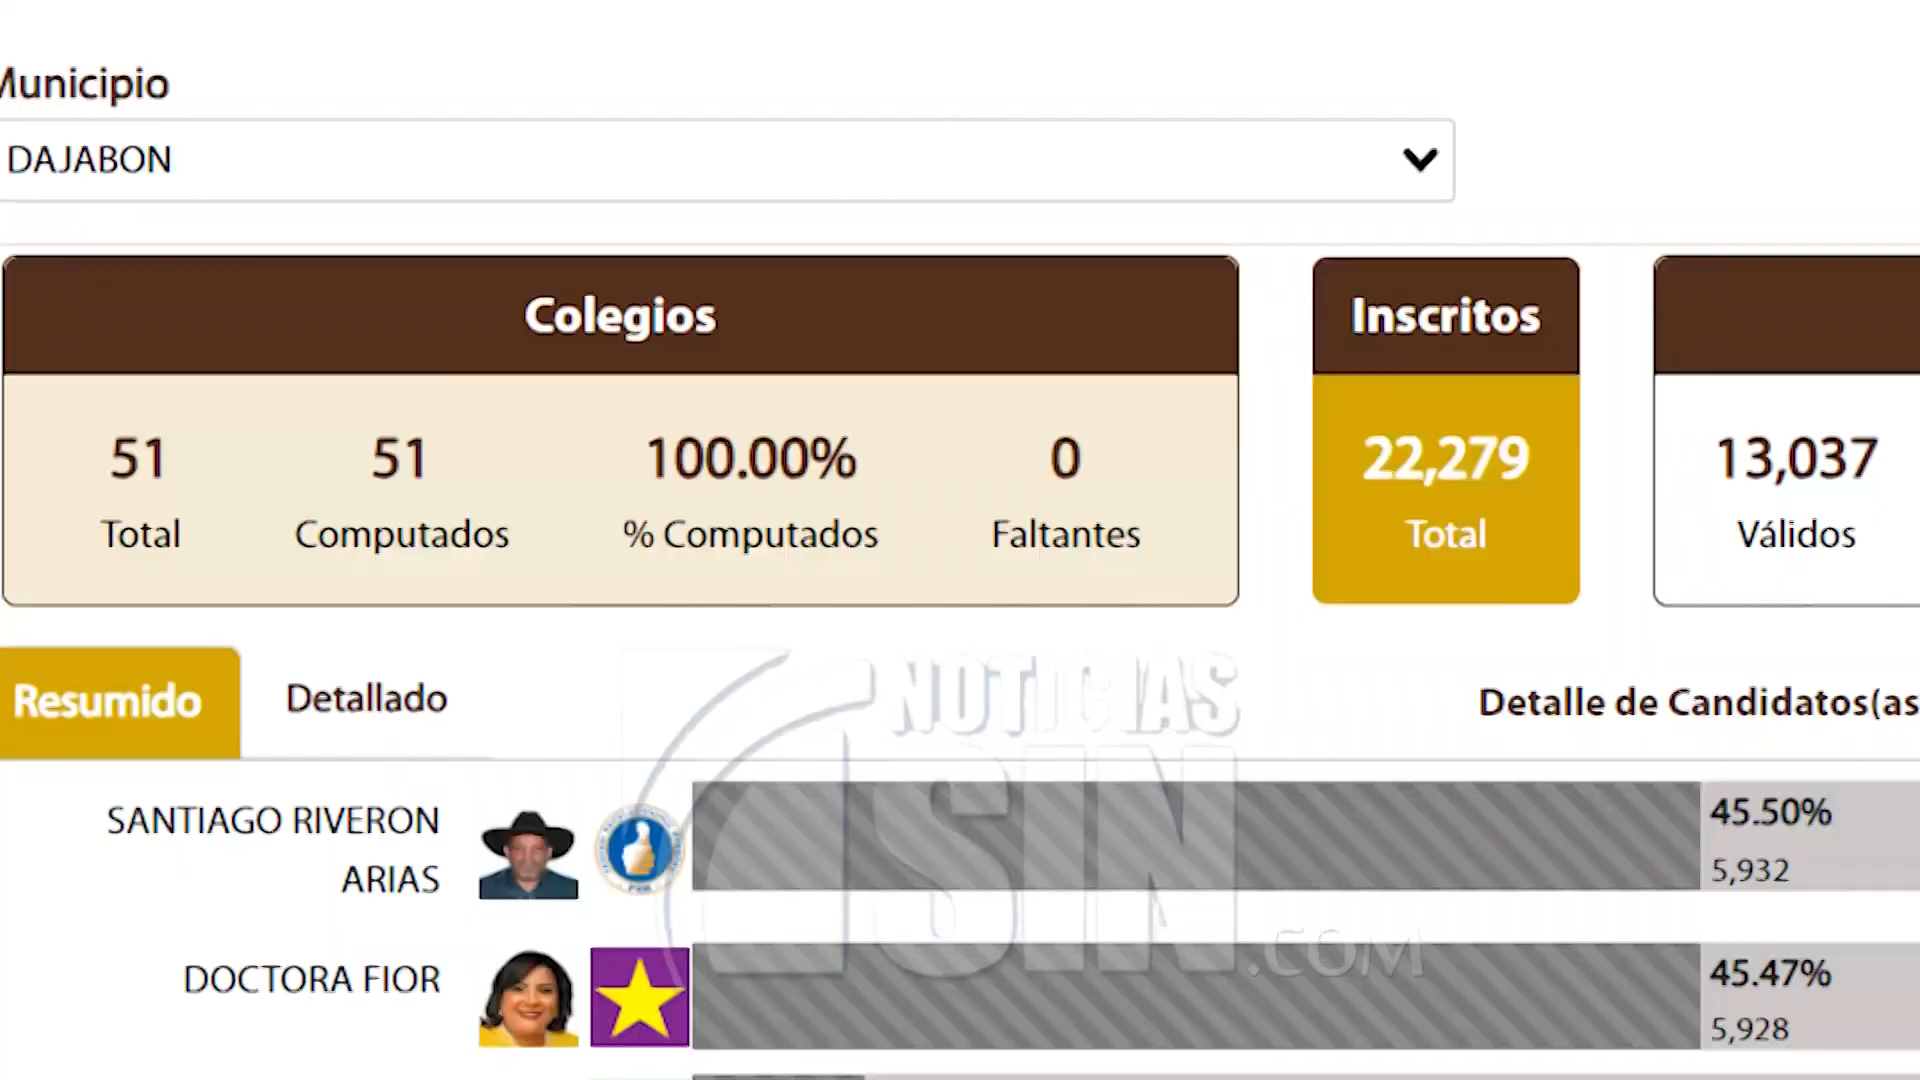 Municipio
DAJABON
Colegios
Inscritos
51
51
100.00%
0
22,279
13,037
Total
Computados
% Computados
Faltantes
Total
Válidos
Resumido
Detallado
Detalle de Candidatos(as
NOTICIAS
SIN
.COM
SANTIAGO RIVERON
ARIAS
45.50%
5,932
DOCTORA FIOR
45.47%
5,928